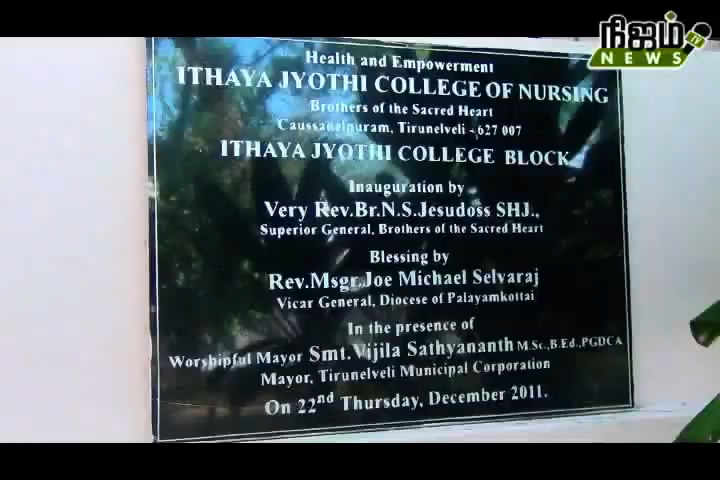 நிஜம் TV
NEWS
Health and Empowerment
ITHAYA JYOTHI COLLEGE OF NURSING
Brothers of the Sacred Heart
Caussanelpuram, Tirunelveli - 627 007
ITHAYA JYOTHI COLLEGE BLOCK
Inauguration by
Very Rev.Br.N.S.Jesudoss SHJ.,
Superior General, Brothers of the Sacred Heart
Blessing by
Rev.Msgr.Joe Michael Selvaraj
Vicar General, Diocese of Palayamkottai
In the presence of
Worshipful Mayor Smt.Vijila Sathyananth M.Sc.,B.Ed.,PGDCA
Mayor, Tirunelveli Municipal Corporation
On 22nd Thursday, December 2011.